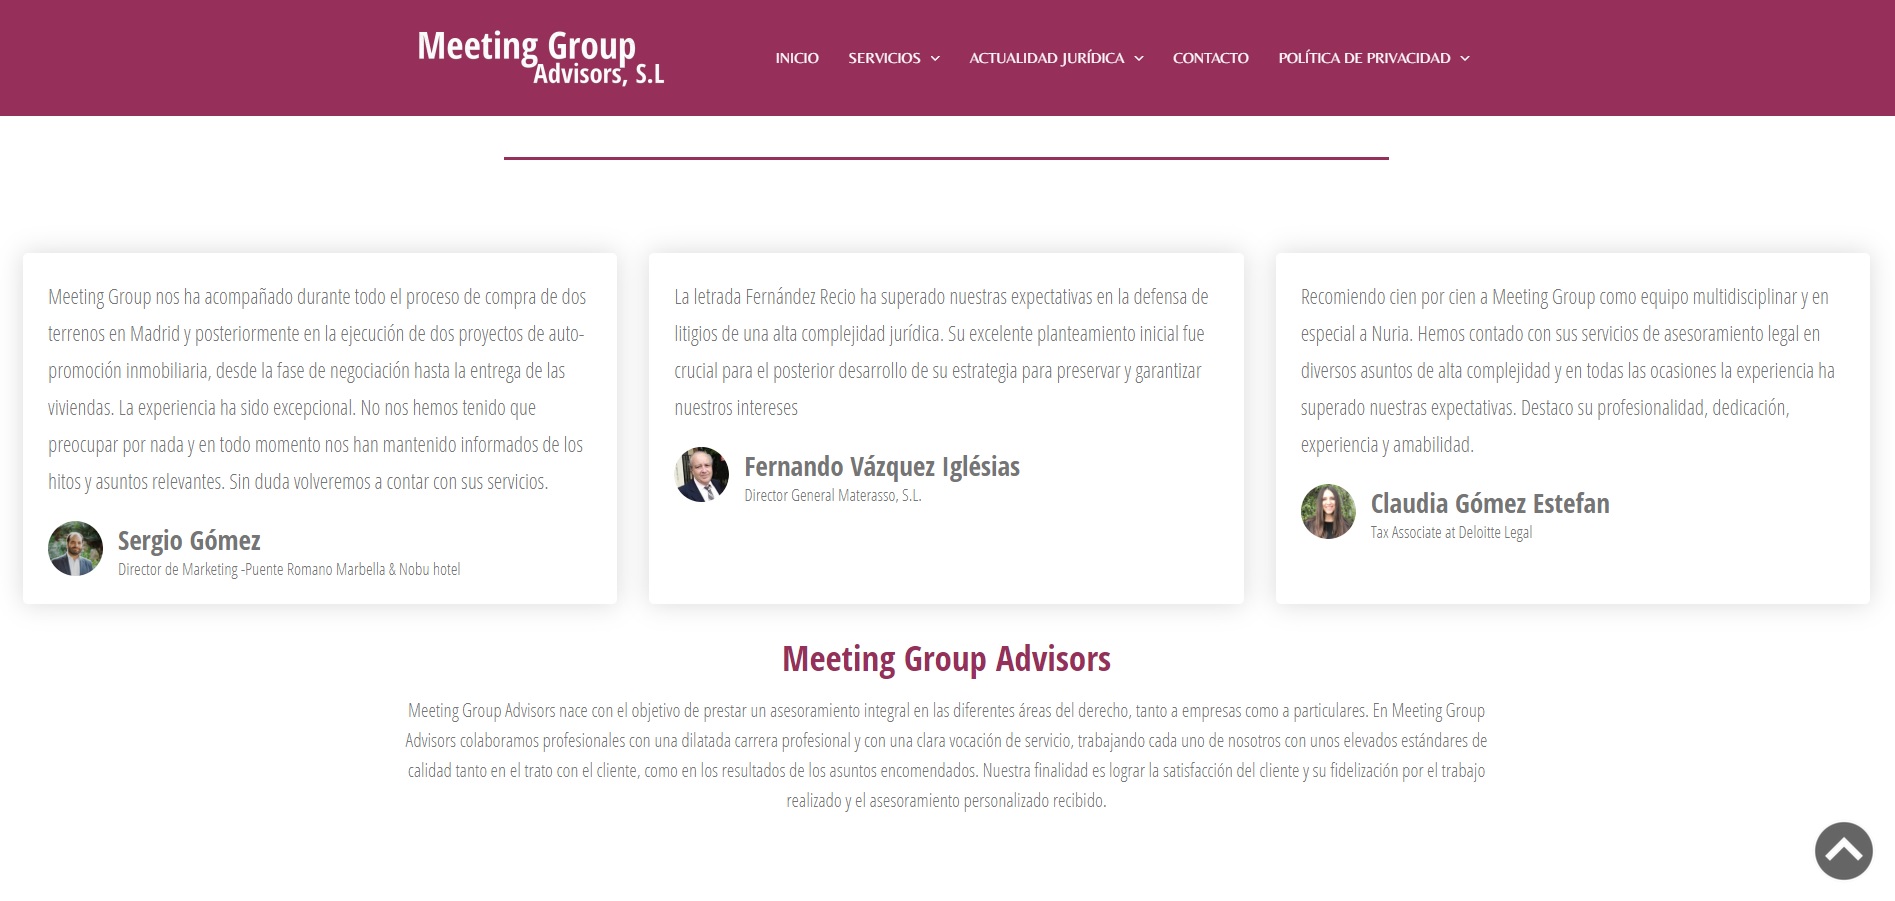 Meeting Group
Advisors, S.L
INICIO
SERVICIOS
ACTUALIDAD JURÍDICA
CONTACTO
POLÍTICA DE PRIVACIDAD
Meeting Group nos ha acompañado durante todo el proceso de compra de dos
terrenos en Madrid y posteriormente en la ejecución de dos proyectos de auto-
promoción inmobiliaria, desde la fase de negociación hasta la entrega de las
viviendas. La experiencia ha sido excepcional. No nos hemos tenido que
preocupar por nada y en todo momento nos han mantenido informados de los
hitos y asuntos relevantes. Sin duda volveremos a contar con sus servicios.
Sergio Gómez
Director de Marketing -Puente Romano Marbella & Nobu hotel
La letrada Fernández Recio ha superado nuestras expectativas en la defensa de
litigios de una alta complejidad jurídica. Su excelente planteamiento inicial fue
crucial para el posterior desarrollo de su estrategia para preservar y garantizar
nuestros intereses
Fernando Vázquez Iglésias
Director General Materasso, S.L.
Recomiendo cien por cien a Meeting Group como equipo multidisciplinar y en
especial a Nuria. Hemos contado con sus servicios de asesoramiento legal en
diversos asuntos de alta complejidad y en todas las ocasiones la experiencia ha
superado nuestras expectativas. Destaco su profesionalidad, dedicación,
experiencia y amabilidad.
Claudia Gómez Estefan
Tax Associate at Deloitte Legal
Meeting Group Advisors
Meeting Group Advisors nace con el objetivo de prestar un asesoramiento integral en las diferentes áreas del derecho, tanto a empresas como a particulares. En Meeting Group
Advisors colaboramos profesionales con una dilatada carrera profesional y con una clara vocación de servicio, trabajando cada uno de nosotros con unos elevados estándares de
calidad tanto en el trato con el cliente, como en los resultados de los asuntos encomendados. Nuestra finalidad es lograr la satisfacción del cliente y su fidelización por el trabajo
realizado y el asesoramiento personalizado recibido.